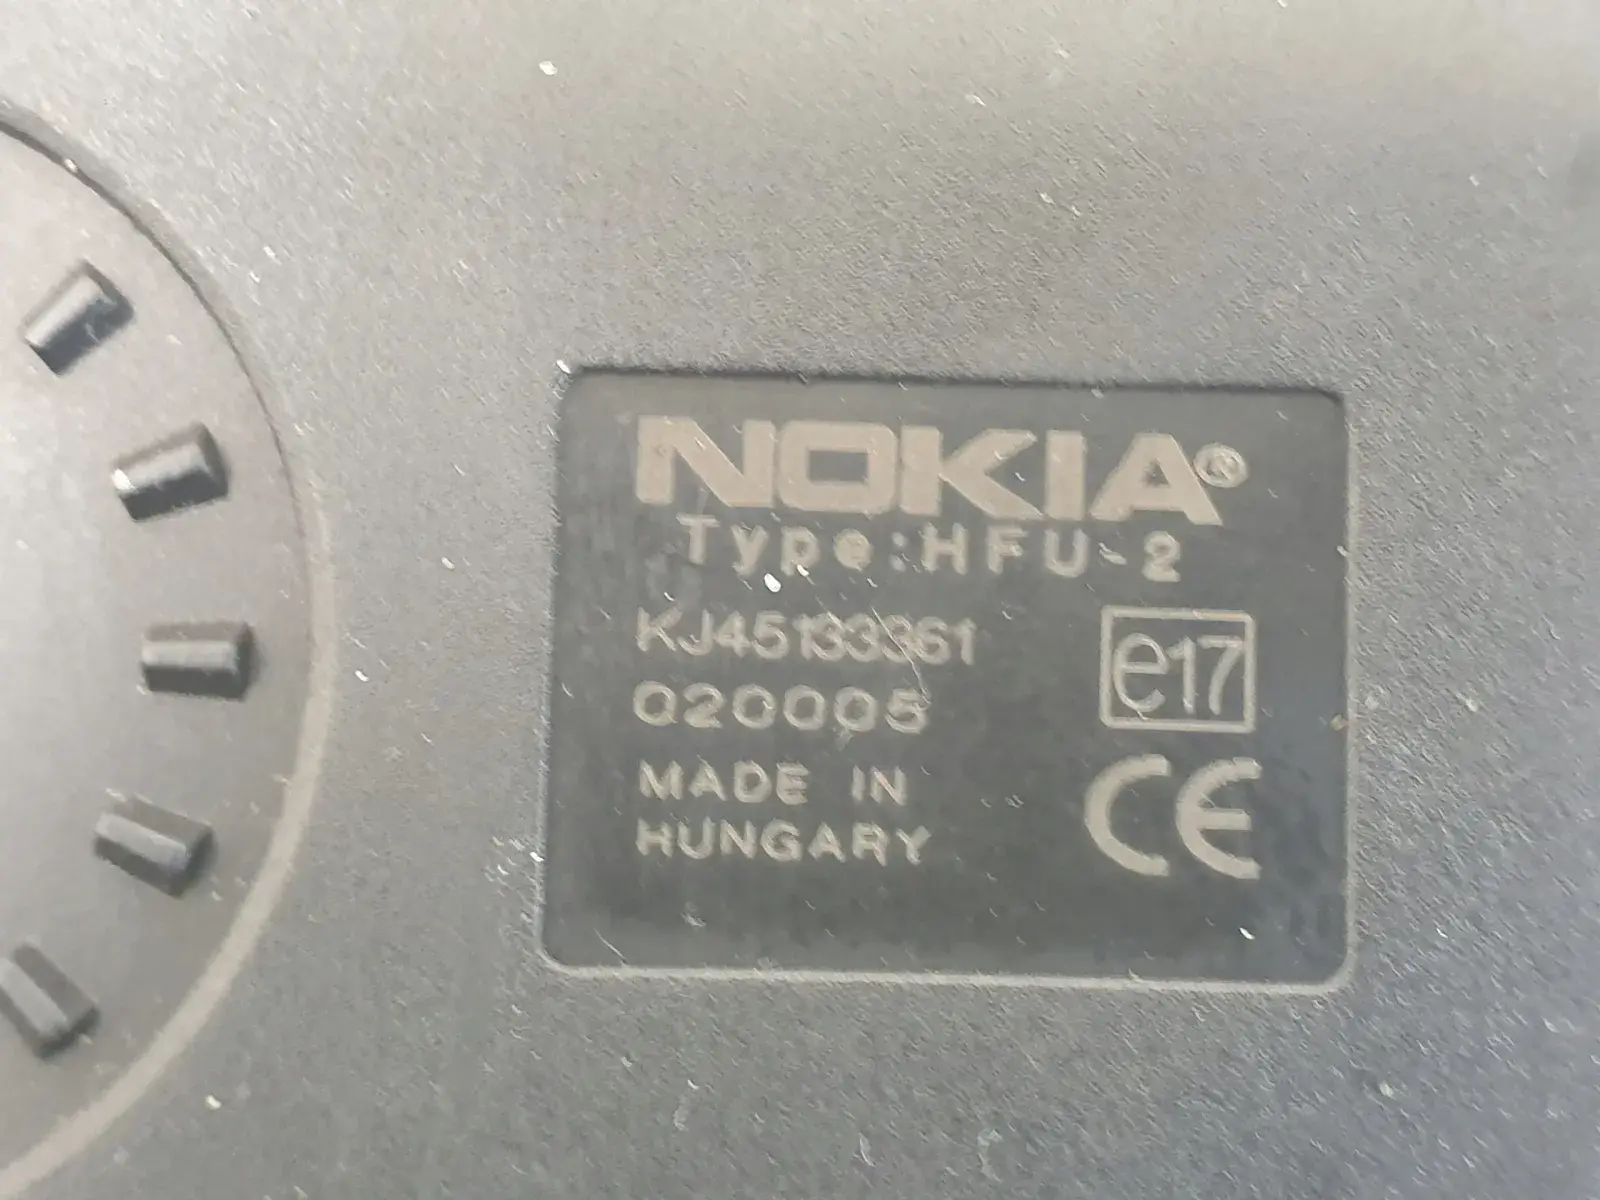 NOKIA®
Type:HFU-2
KJ45133361
020005
e17
MADE IN
HUNGARY
CE